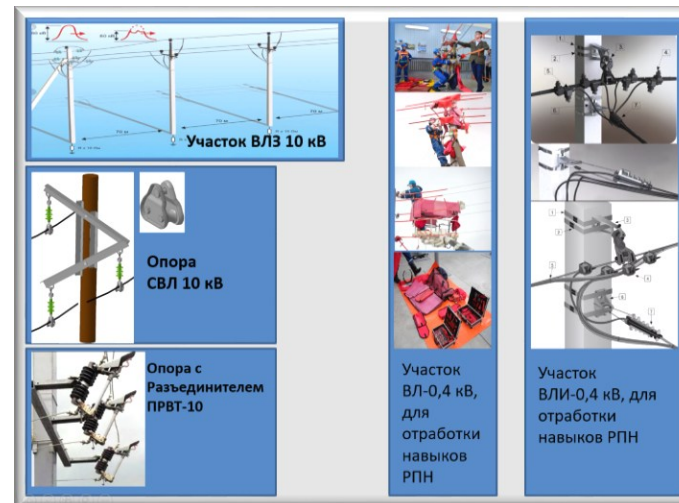 Участок ВЛЗ 10 кВ
Опора
СВЛ 10 кВ
Опора с
Разъединителем
ПРВТ-10
Участок
ВЛ-0,4 кВ,
для
отработки
навыков
РПН
Участок
ВЛИ-0,4 кВ, для
отработки
навыков РПН